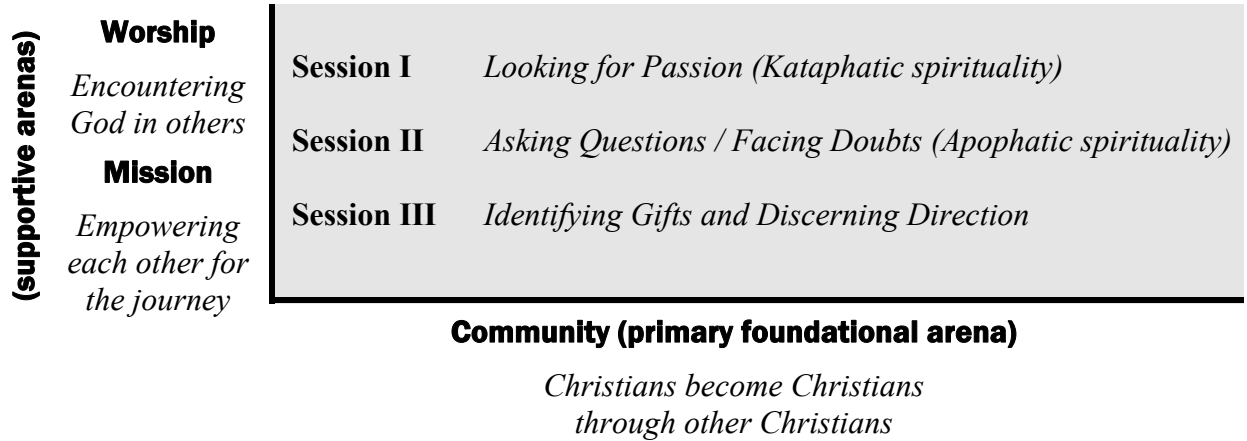 (supportive arenas)
Worship
Encountering
God in others
Mission
Empowering
each other for
the journey
Session I Looking for Passion (Kataphatic spirituality)
Session II Asking Questions / Facing Doubts (Apophatic spirituality)
Session III Identifying Gifts and Discerning Direction
Community (primary foundational arena)
Christians become Christians
through other Christians